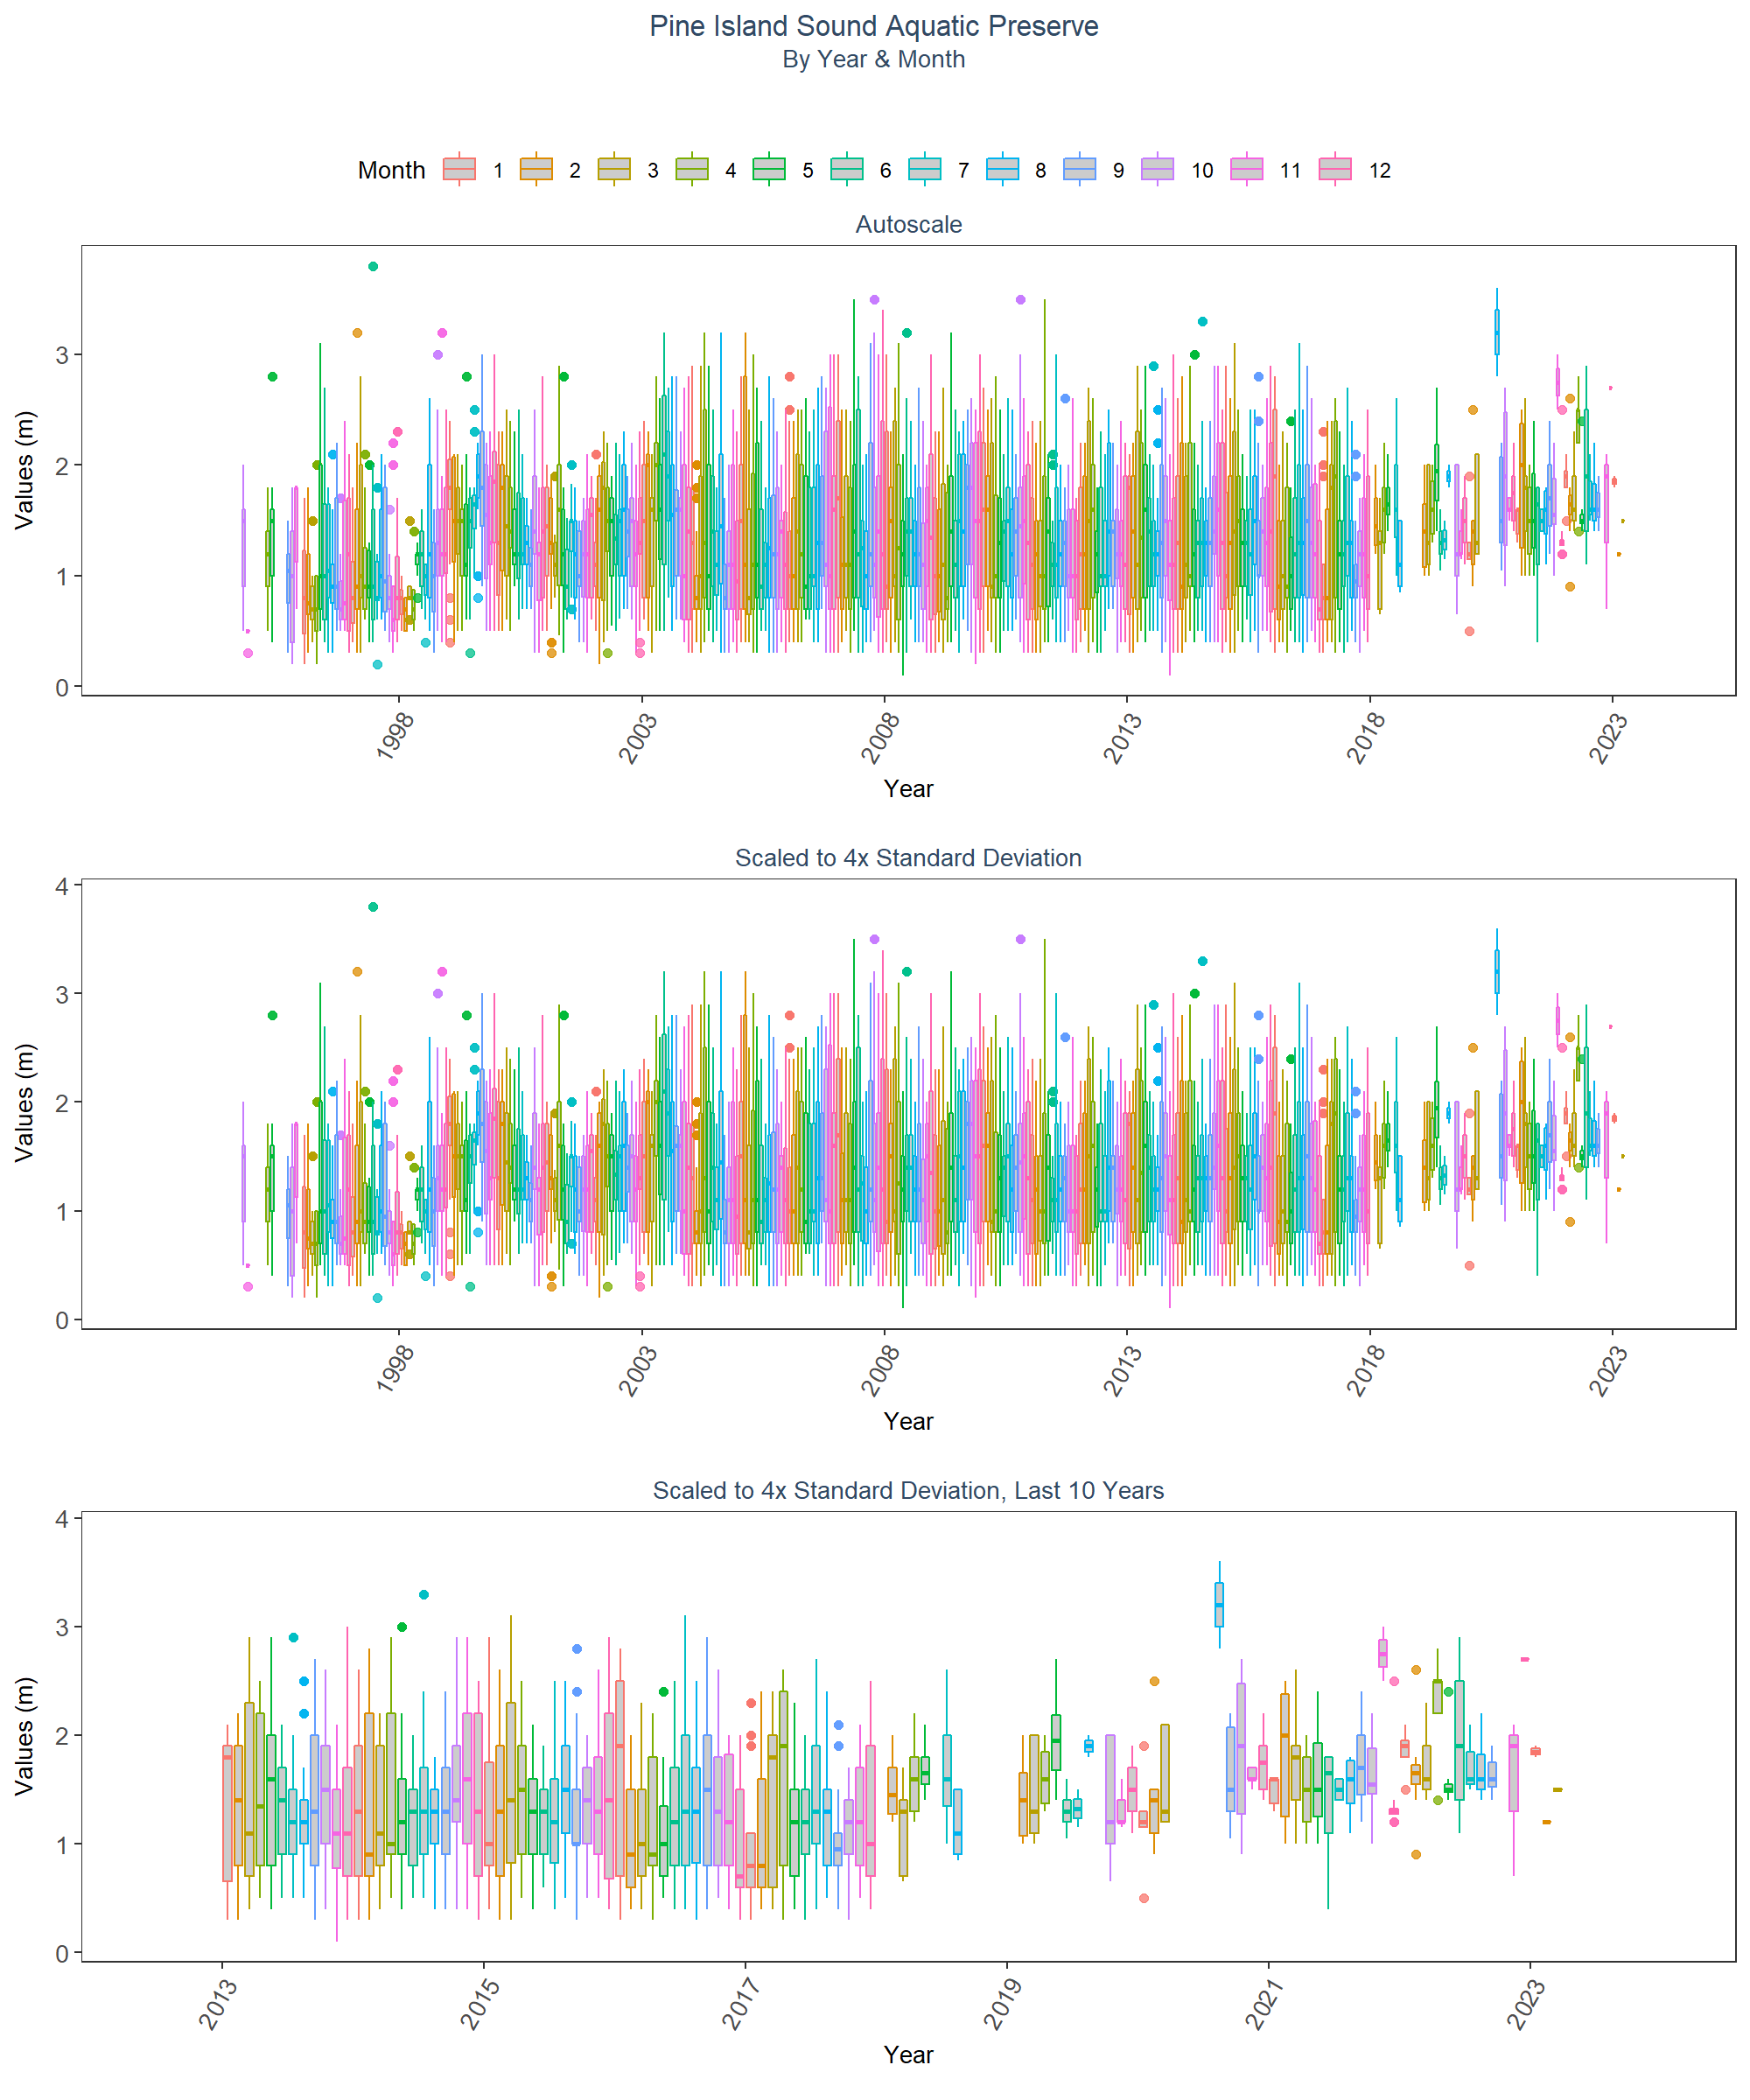 Pine Island Sound Aquatic Preserve
By Year & Month
Month 1 2 3 4 5 6 7 8 9 10 11 12
Autoscale
Values (m)
3
2
1
0
1998 2003 2008 2013 2018 2023
Year
Scaled to 4x Standard Deviation
Values (m)
4
3
2
1
0
1998 2003 2008 2013 2018 2023
Year
Scaled to 4x Standard Deviation, Last 10 Years
Values (m)
4
3
2
1
0
2013 2015 2017 2019 2021 2023
Year